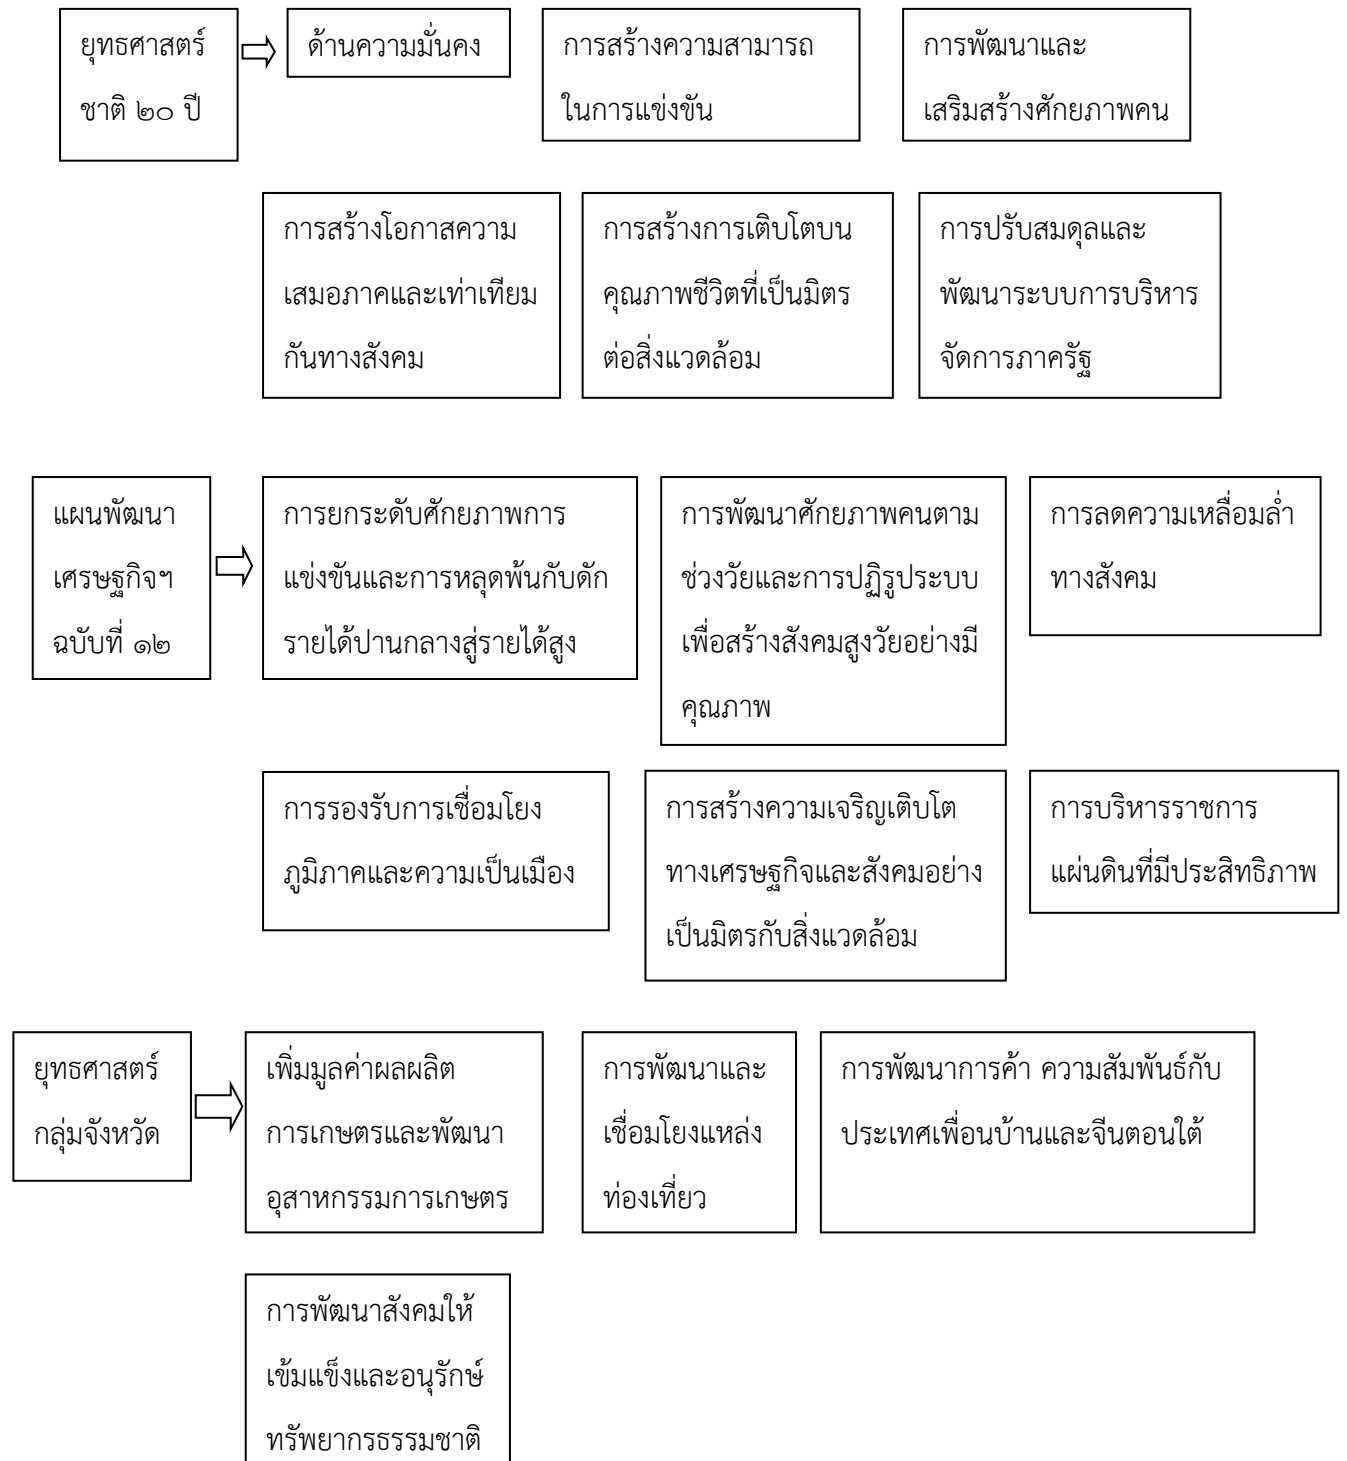 ยุทธศาสตร์
ชาติ ๒๐ ปี
ด้านความมั่นคง
การสร้างความสามารถ
ในการแข่งขัน
การพัฒนาและ
เสริมสร้างศักยภาพคน
การสร้างโอกาสความ
เสมอภาคและเท่าเทียม
กันทางสังคม
การสร้างการเติบโตบน
คุณภาพชีวิตที่เป็นมิตร
ต่อสิ่งแวดล้อม
การปรับสมดุลและ
พัฒนาระบบการบริหาร
จัดการภาครัฐ
แผนพัฒนา
เศรษฐกิจฯ
ฉบับที่ ๑๒
การยกระดับศักยภาพการ
แข่งขันและการหลุดพ้นกับดัก
รายได้ปานกลางสู่รายได้สูง
การพัฒนาศักยภาพคนตาม
ช่วงวัยและการปฏิรูประบบ
เพื่อสร้างสังคมสูงวัยอย่างมี
คุณภาพ
การลดความเหลื่อมล่ำ
ทางสังคม
การรองรับการเชื่อมโยง
ภูมิภาคและความเป็นเมือง
การสร้างความเจริญเติบโต
ทางเศรษฐกิจและสังคมอย่าง
เป็นมิตรกับสิ่งแวดล้อม
การบริหารราชการ
แผ่นดินที่มีประสิทธิภาพ
ยุทธศาสตร์
กลุ่มจังหวัด
เพิ่มมูลค่าผลผลิต
การเกษตรและพัฒนา
อุสาหกรรมการเกษตร
การพัฒนาและ
เชื่อมโยงแหล่ง
ท่องเที่ยว
การพัฒนาการค้า ความสัมพันธ์กับ
ประเทศเพื่อนบ้านและจีนตอนใต้
การพัฒนาสังคมให้
เข้มแข็งและอนุรักษ์
ทรัพยากรธรรมชาติ